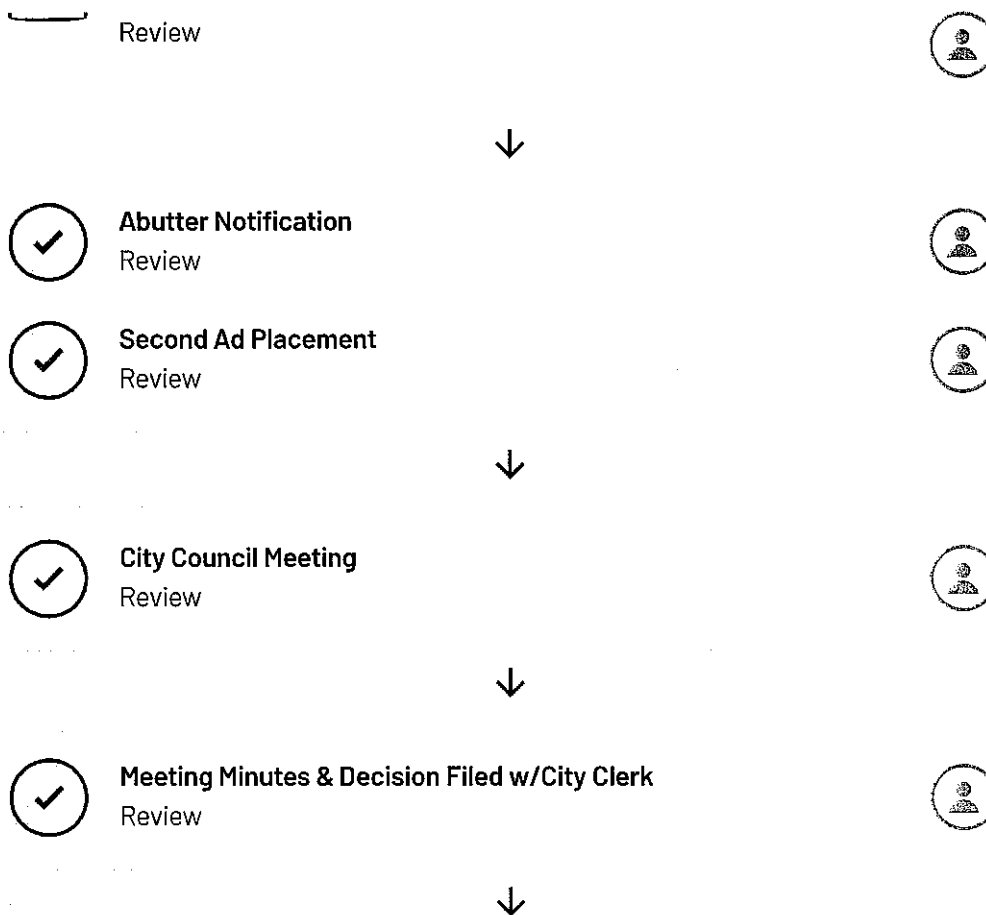 Review
Abutter Notification
Review
Second Ad Placement
Review
City Council Meeting
Review
Meeting Minutes & Decision Filed w/City Clerk
Review